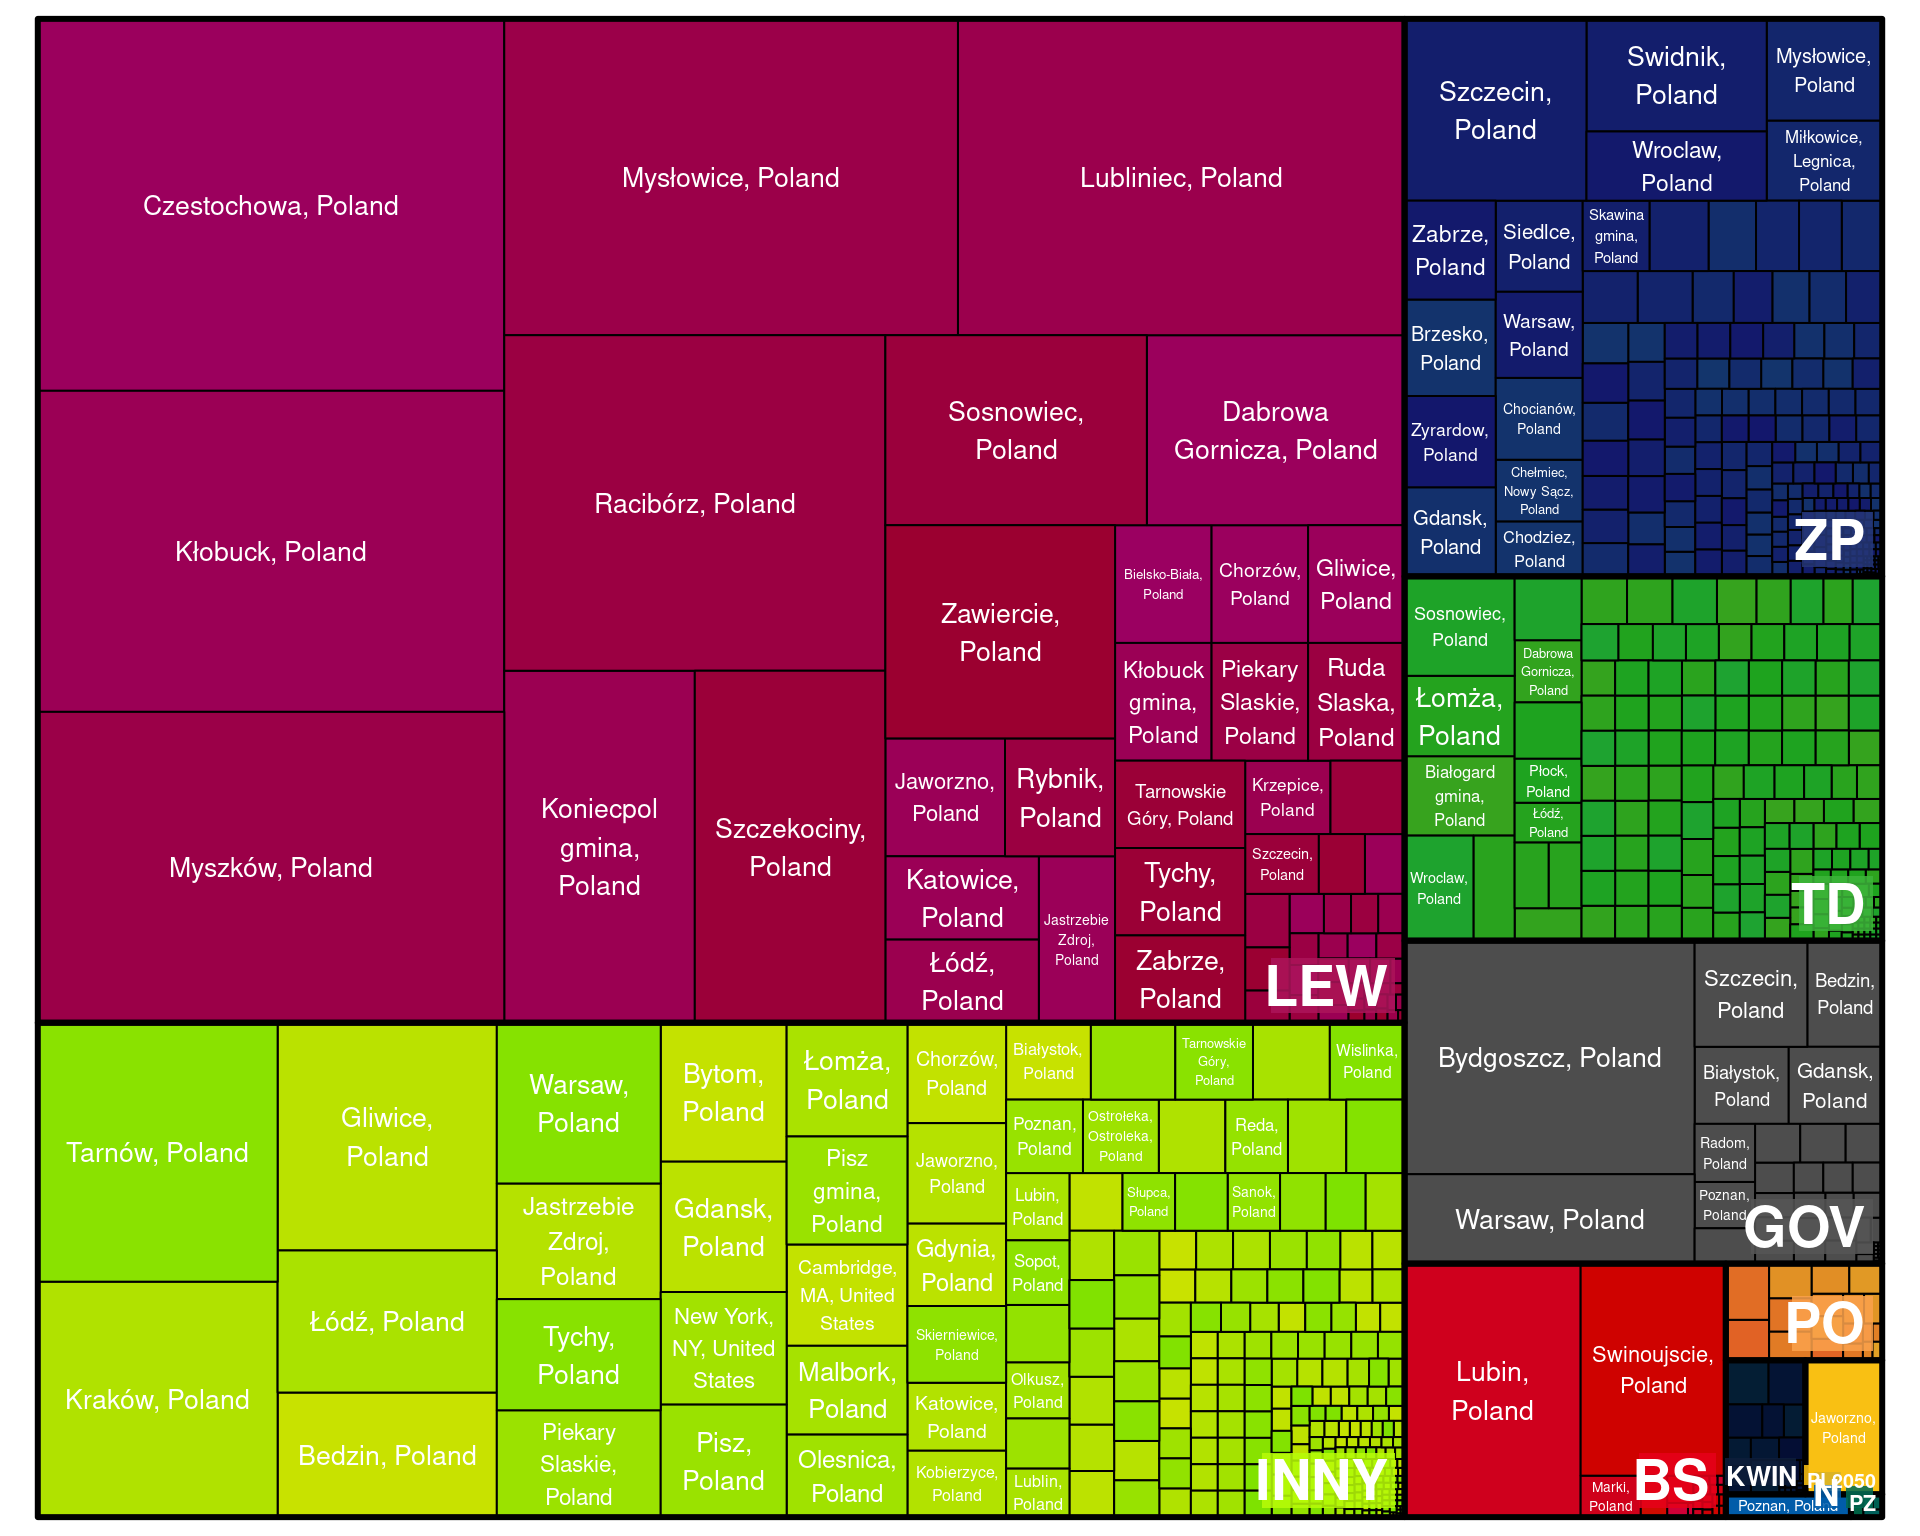 Czestochowa, Poland
Kłobuck, Poland
Myszków, Poland
Mysłowice, Poland
Lubliniec, Poland
Racibórz, Poland
Sosnowiec,
Poland
Dabrowa
Gornicza, Poland
Koniecpol
gmina,
Poland
Szczekociny,
Poland
Zawiercie,
Poland
Bielsko-Biała,
Poland
Chorzów,
Poland
Gliwice,
Poland
Kłobuck
gmina,
Poland
Piekary
Slaskie,
Poland
Ruda
Slaska,
Poland
Jaworzno,
Poland
Rybnik,
Poland
Katowice,
Poland
Łódź,
Poland
Jastrzebie
Zdroj,
Poland
Tarnowskie
Góry, Poland
Tychy,
Poland
Zabrze,
Poland
Krzepice,
Poland
Szczecin,
Poland
LEW
Tarnów, Poland
Kraków, Poland
Gliwice,
Poland
Łódź, Poland
Bedzin, Poland
Warsaw,
Poland
Jastrzebie
Zdroj,
Poland
Tychy,
Poland
Piekary
Slaskie,
Poland
Bytom,
Poland
Gdansk,
Poland
New York,
NY, United
States
Pisz,
Poland
Łomża,
Poland
Pisz
gmina,
Poland
Cambridge,
MA, United
States
Malbork,
Poland
Olesnica,
Poland
Chorzów,
Poland
Jaworzno,
Poland
Gdynia,
Poland
Skierniewice,
Poland
Katowice,
Poland
Kobierzyce,
Poland
Białystok,
Poland
Tarnowskie
Góry,
Poland
Wislinka,
Poland
Poznan,
Poland
Ostrołeka,
Ostroleka,
Poland
Reda,
Poland
Lubin,
Poland
Słupca,
Poland
Sanok,
Poland
Sopot,
Poland
Olkusz,
Poland
Lublin,
Poland
INNY
Szczecin,
Poland
Swidnik,
Poland
Mysłowice,
Poland
Wroclaw,
Poland
Miłkowice,
Legnica,
Poland
Zabrze,
Poland
Siedlce,
Poland
Skawina
gmina,
Poland
Brzesko,
Poland
Warsaw,
Poland
Zyrardow,
Poland
Chocianów,
Poland
Gdansk,
Poland
Chełmiec,
Nowy Sącz,
Poland
Chodziez,
Poland
ZP
Sosnowiec,
Poland
Łomża,
Poland
Białogard
gmina,
Poland
Wroclaw,
Poland
Dabrowa
Gornicza,
Poland
Płock,
Poland
Łódź,
Poland
TD
Bydgoszcz, Poland
Warsaw, Poland
Szczecin,
Poland
Bedzin,
Poland
Białystok,
Poland
Gdansk,
Poland
Radom,
Poland
Poznan,
Poland
GOV
Lubin,
Poland
Swinoujscie,
Poland
Marki,
Poland
BS
PO
KWIN
Jaworzno,
Poland
PL2050
Poznan, Poland
N
PZ